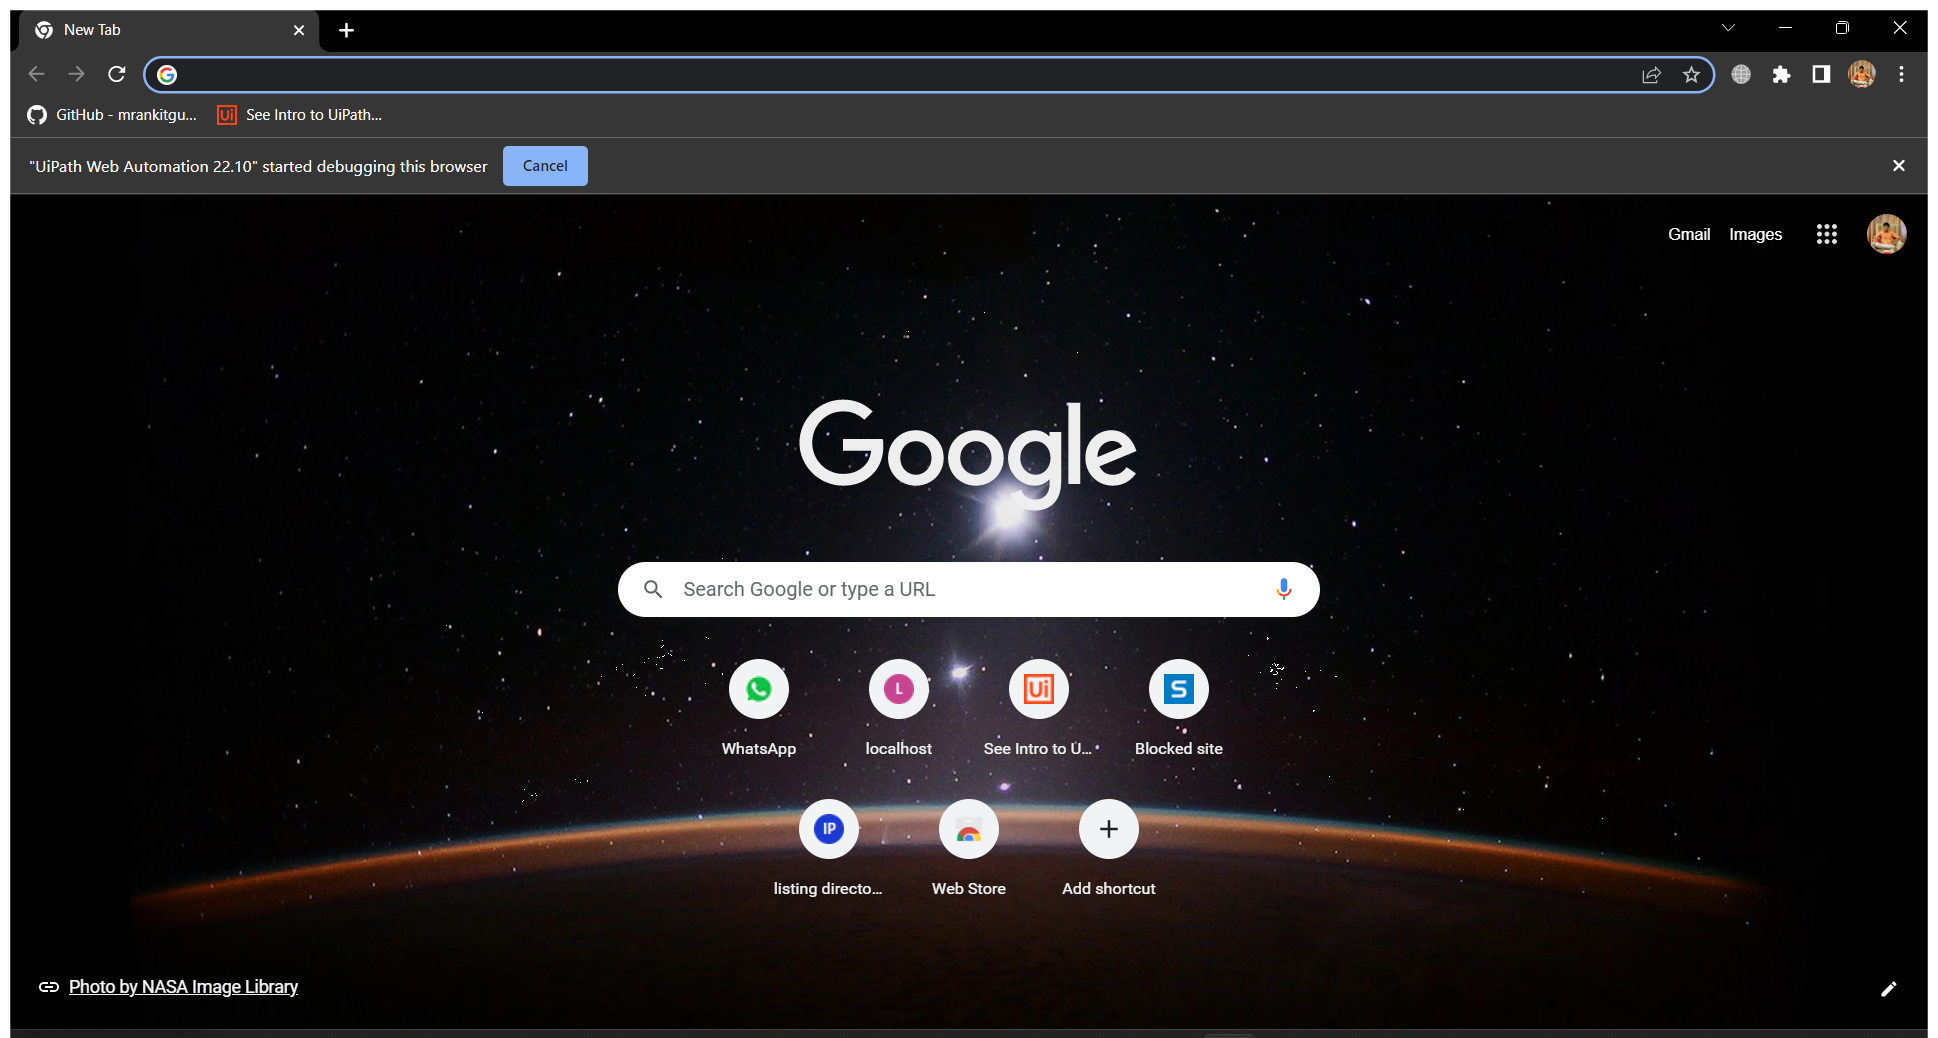 New Tab
GitHub - mrankitgu...
Ui
See Intro to UiPath...
"UiPath Web Automation 22.10" started debugging this browser
Cancel
Gmail
Images
Google
Search Google or type a URL
L
Ui
S
WhatsApp
localhost
See Intro to U...
Blocked site
IP
listing directo...
Web Store
Add shortcut
Photo by NASA Image Library